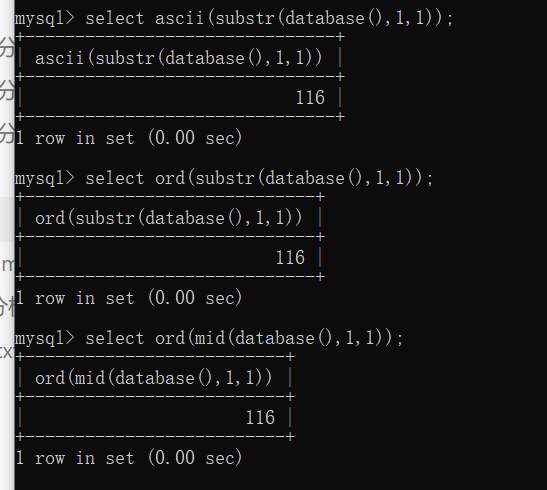 mysql> select ascii(substr(database(),1,1));
+-------------------------------+
| ascii(substr(database(),1,1)) |
+-------------------------------+
|                           116 |
+-------------------------------+
1 row in set (0.00 sec)
mysql> select ord(substr(database(),1,1));
+-----------------------------+
| ord(substr(database(),1,1)) |
+-----------------------------+
|                         116 |
+-----------------------------+
1 row in set (0.00 sec)
mysql> select ord(mid(database(),1,1));
+--------------------------+
| ord(mid(database(),1,1)) |
+--------------------------+
|                      116 |
+--------------------------+
1 row in set (0.00 sec)